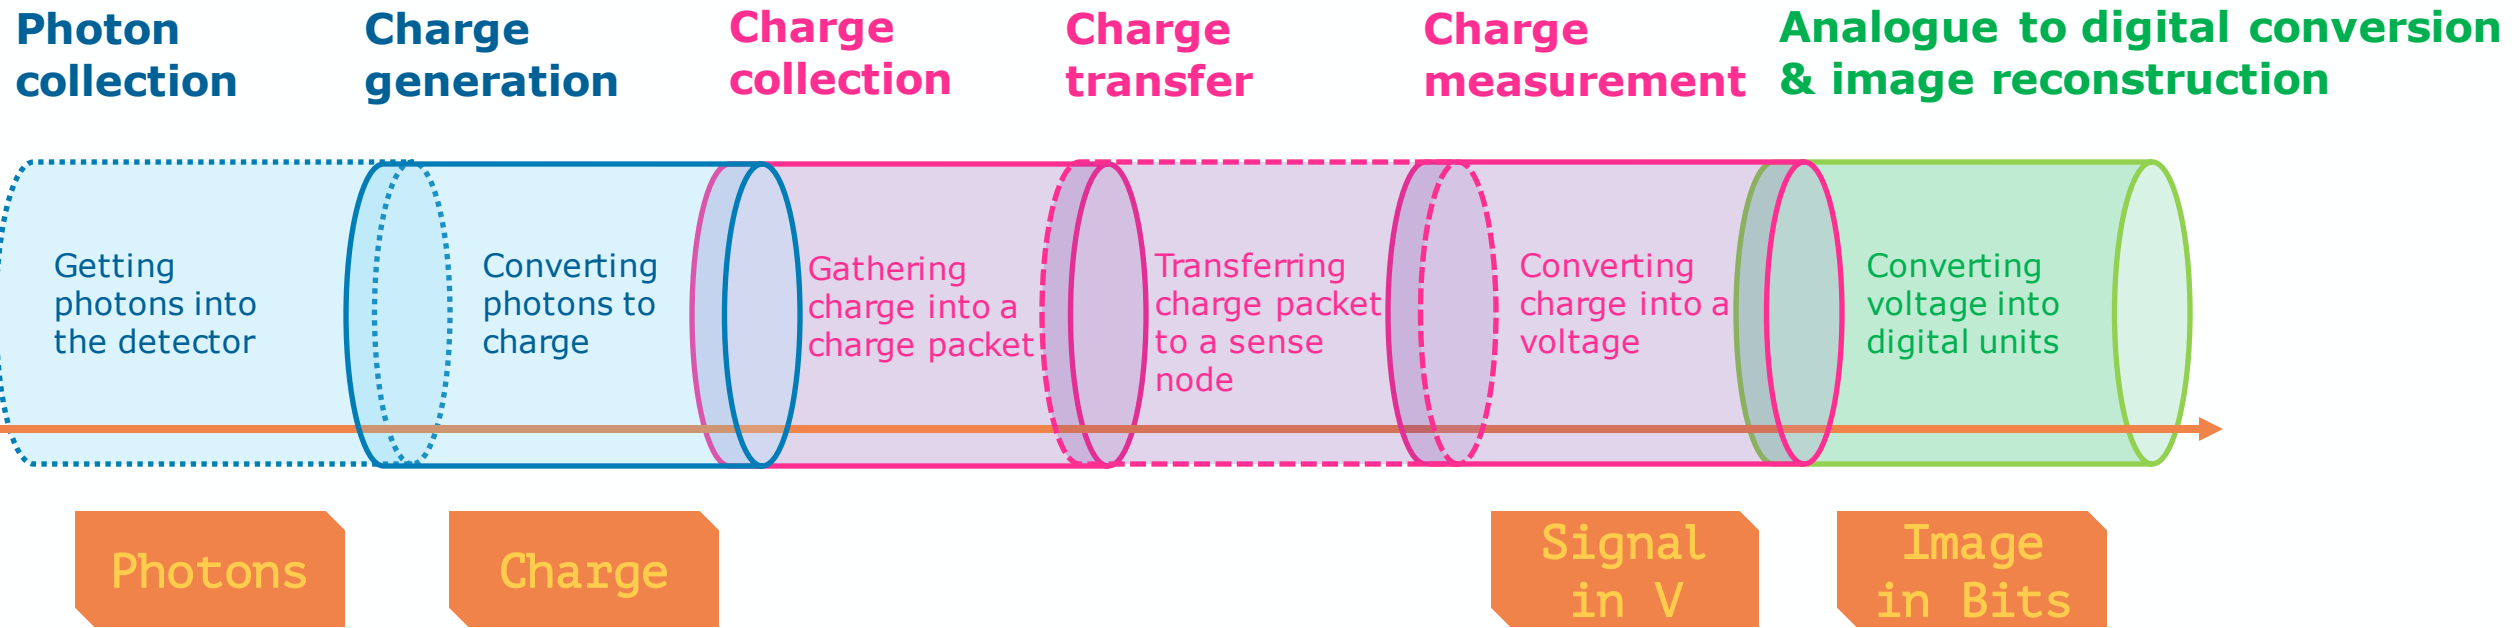 Photon
collection
Charge
generation
Charge
collection
Charge
transfer
Charge
measurement
Analogue to digital conversion
& image reconstruction
Getting
photons into
the detector
Converting
photons to
charge
Gathering
charge into a
charge packet
Transferring
charge packet
to a sense
node
Converting
charge into a
voltage
Converting
voltage into
digital units
Photons
Charge
Signal
in V
Image
in Bits